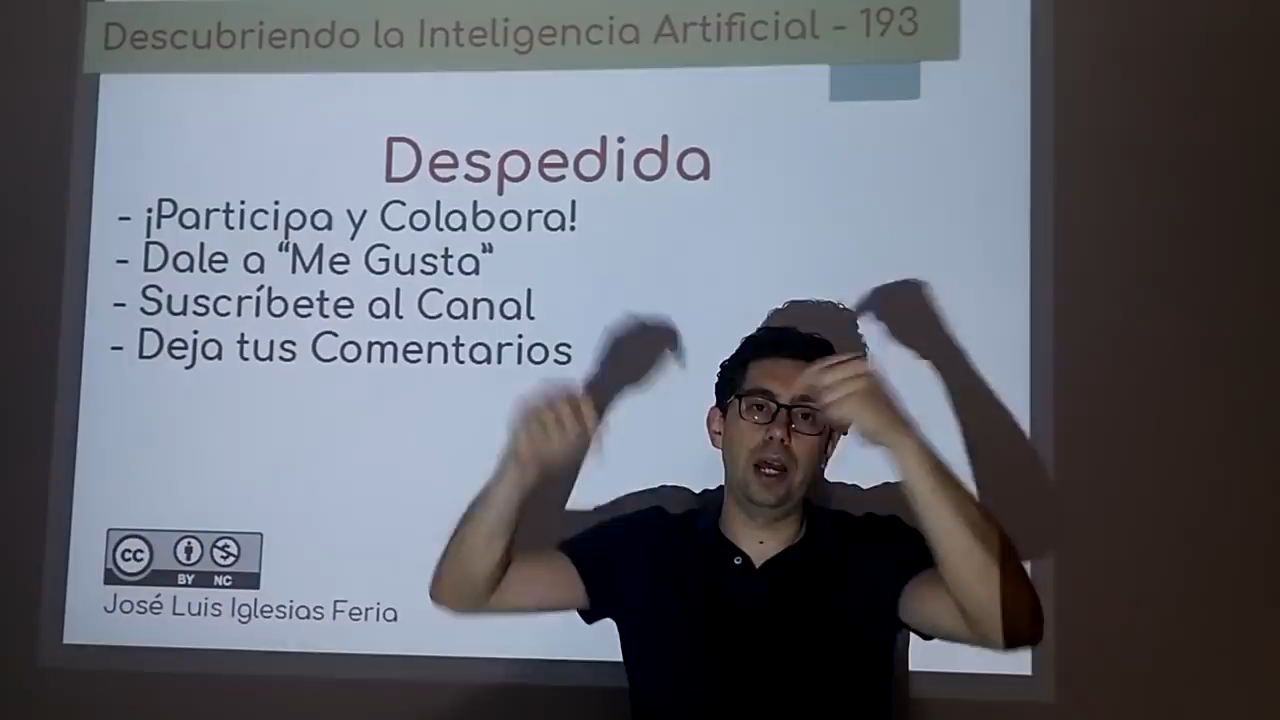 Descubriendo la Inteligencia Artificial - 193
Despedida
- ¡Participa y Colabora!
- Dale a “Me Gusta”
- Suscríbete al Canal
- Deja tus Comentarios
cc
BY NC
José Luis Iglesias Feria